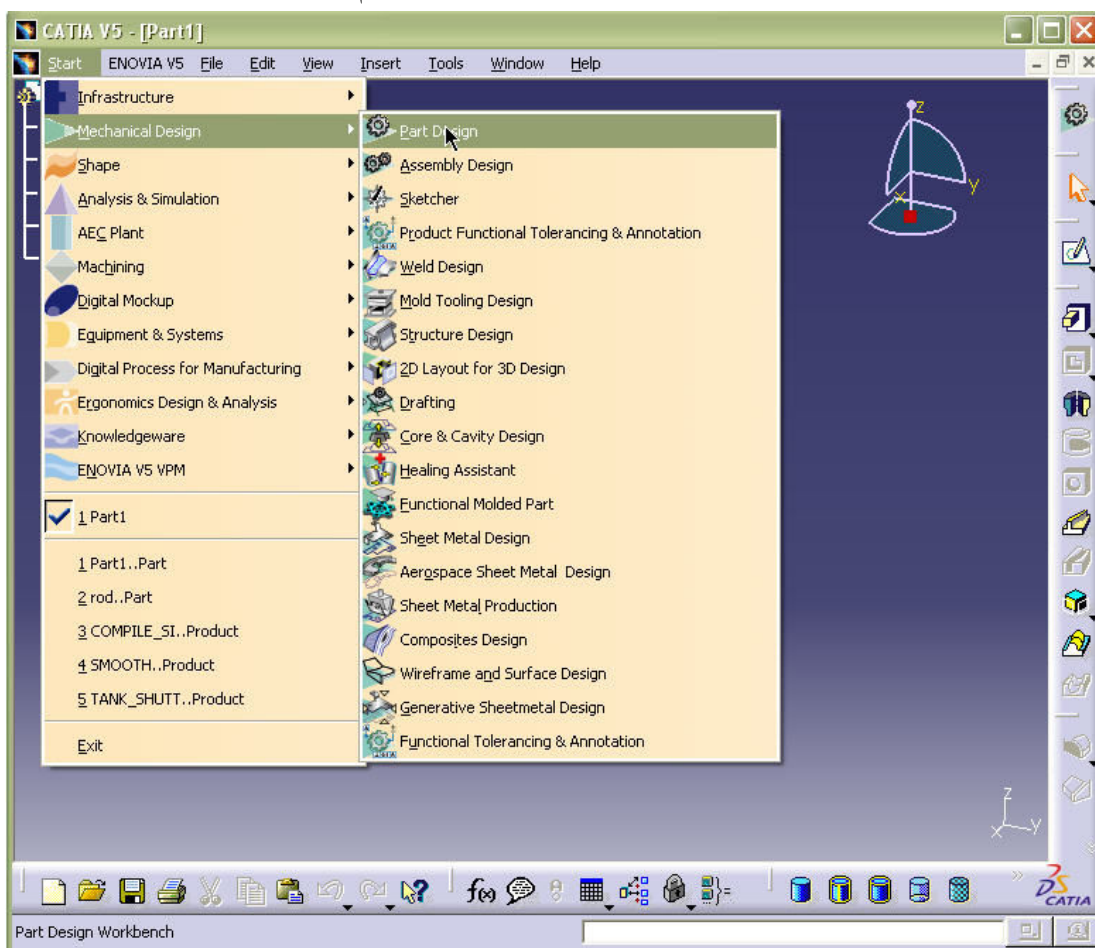 CATIA V5 - [Part1]
Start ENOVIA V5 File Edit View Insert Tools Window Help
Infrastructure
Mechanical Design
Shape
Analysis & Simulation
AEC Plant
Machining
Digital Mockup
Equipment & Systems
Digital Process for Manufacturing
Ergonomics Design & Analysis
Knowledgeware
ENOVIA V5 VPM
1 Part1
1 Part1..Part
2 rod..Part
3 COMPILE_SI..Product
4 SMOOTH..Product
5 TANK_SHUTT..Product
Exit
Part Design
Assembly Design
Sketcher
Product Functional Tolerancing & Annotation
Weld Design
Mold Tooling Design
Structure Design
2D Layout for 3D Design
Drafting
Core & Cavity Design
Healing Assistant
Functional Molded Part
Sheet Metal Design
Aerospace Sheet Metal Design
Sheet Metal Production
Composites Design
Wireframe and Surface Design
Generative Sheetmetal Design
Functional Tolerancing & Annotation
z
y
x
z
x y
f(x)
CATIA
Part Design Workbench